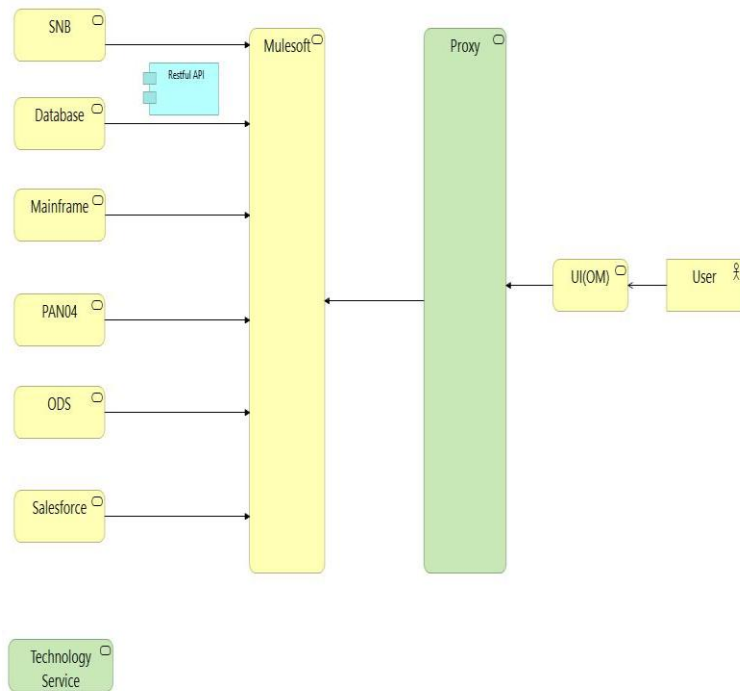 SNB
Mulesoft
Proxy
Restful API
Database
Mainframe
UI(OM)
User
PAN04
ODS
Salesforce
Technology
Service